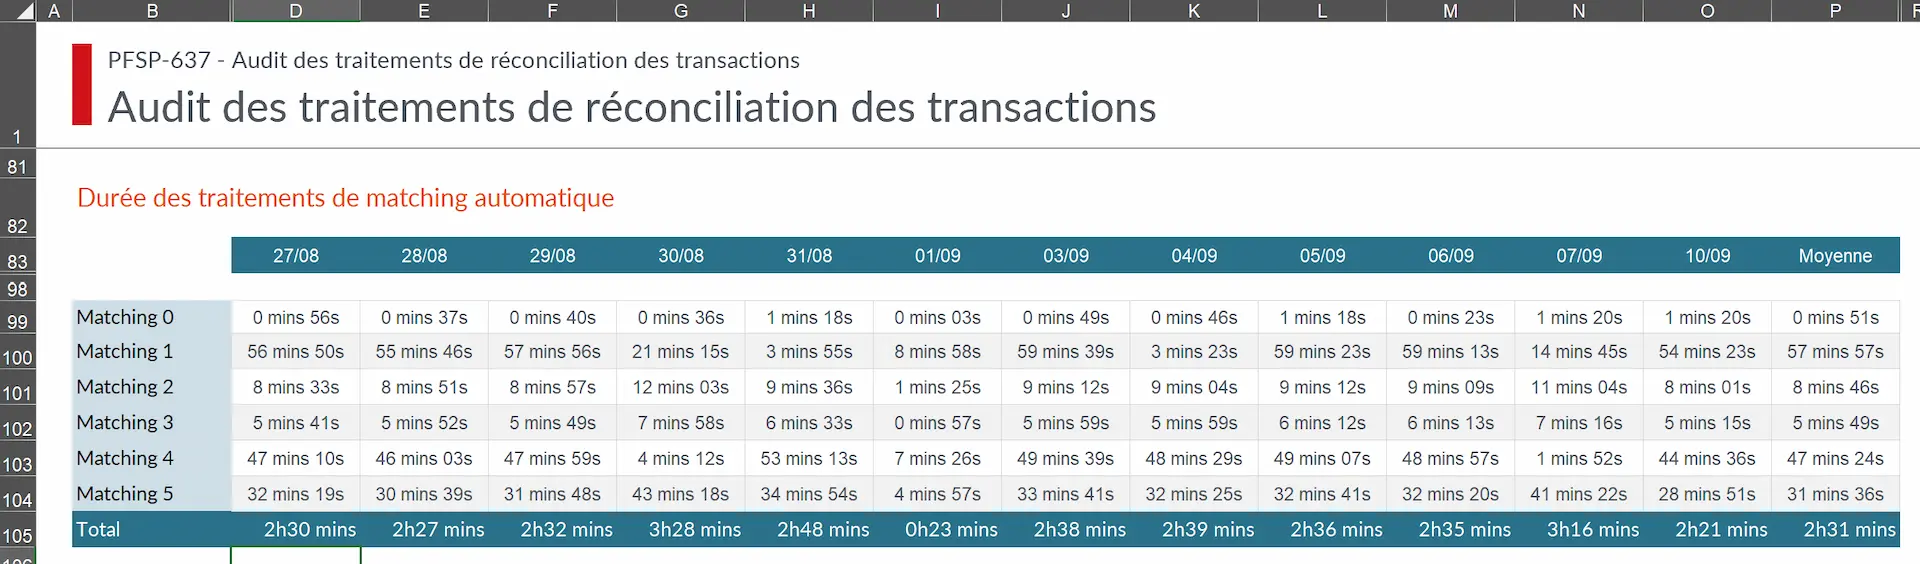 A B D E F G H I J K L M N O P
1 PFSP-637 - Audit des traitements de réconciliation des transactions
Audit des traitements de réconciliation des transactions
81
82 Durée des traitements de matching automatique
83 27/08 28/08 29/08 30/08 31/08 01/09 03/09 04/09 05/09 06/09 07/09 10/09 Moyenne
98
99 Matching 0 0 mins 56s 0 mins 37s 0 mins 40s 0 mins 36s 1 mins 18s 0 mins 03s 0 mins 49s 0 mins 46s 1 mins 18s 0 mins 23s 1 mins 20s 1 mins 20s 0 mins 51s
100 Matching 1 56 mins 50s 55 mins 46s 57 mins 56s 21 mins 15s 3 mins 55s 8 mins 58s 59 mins 39s 3 mins 23s 59 mins 23s 59 mins 13s 14 mins 45s 54 mins 23s 57 mins 57s
101 Matching 2 8 mins 33s 8 mins 51s 8 mins 57s 12 mins 03s 9 mins 36s 1 mins 25s 9 mins 12s 9 mins 04s 9 mins 12s 9 mins 09s 11 mins 04s 8 mins 01s 8 mins 46s
102 Matching 3 5 mins 41s 5 mins 52s 5 mins 49s 7 mins 58s 6 mins 33s 0 mins 57s 5 mins 59s 5 mins 59s 6 mins 12s 6 mins 13s 7 mins 16s 5 mins 15s 5 mins 49s
103 Matching 4 47 mins 10s 46 mins 03s 47 mins 59s 4 mins 12s 53 mins 13s 7 mins 26s 49 mins 39s 48 mins 29s 49 mins 07s 48 mins 57s 1 mins 52s 44 mins 36s 47 mins 24s
104 Matching 5 32 mins 19s 30 mins 39s 31 mins 48s 43 mins 18s 34 mins 54s 4 mins 57s 33 mins 41s 32 mins 25s 32 mins 41s 32 mins 20s 41 mins 22s 28 mins 51s 31 mins 36s
105 Total 2h30 mins 2h27 mins 2h32 mins 3h28 mins 2h48 mins 0h23 mins 2h38 mins 2h39 mins 2h36 mins 2h35 mins 3h16 mins 2h21 mins 2h31 mins